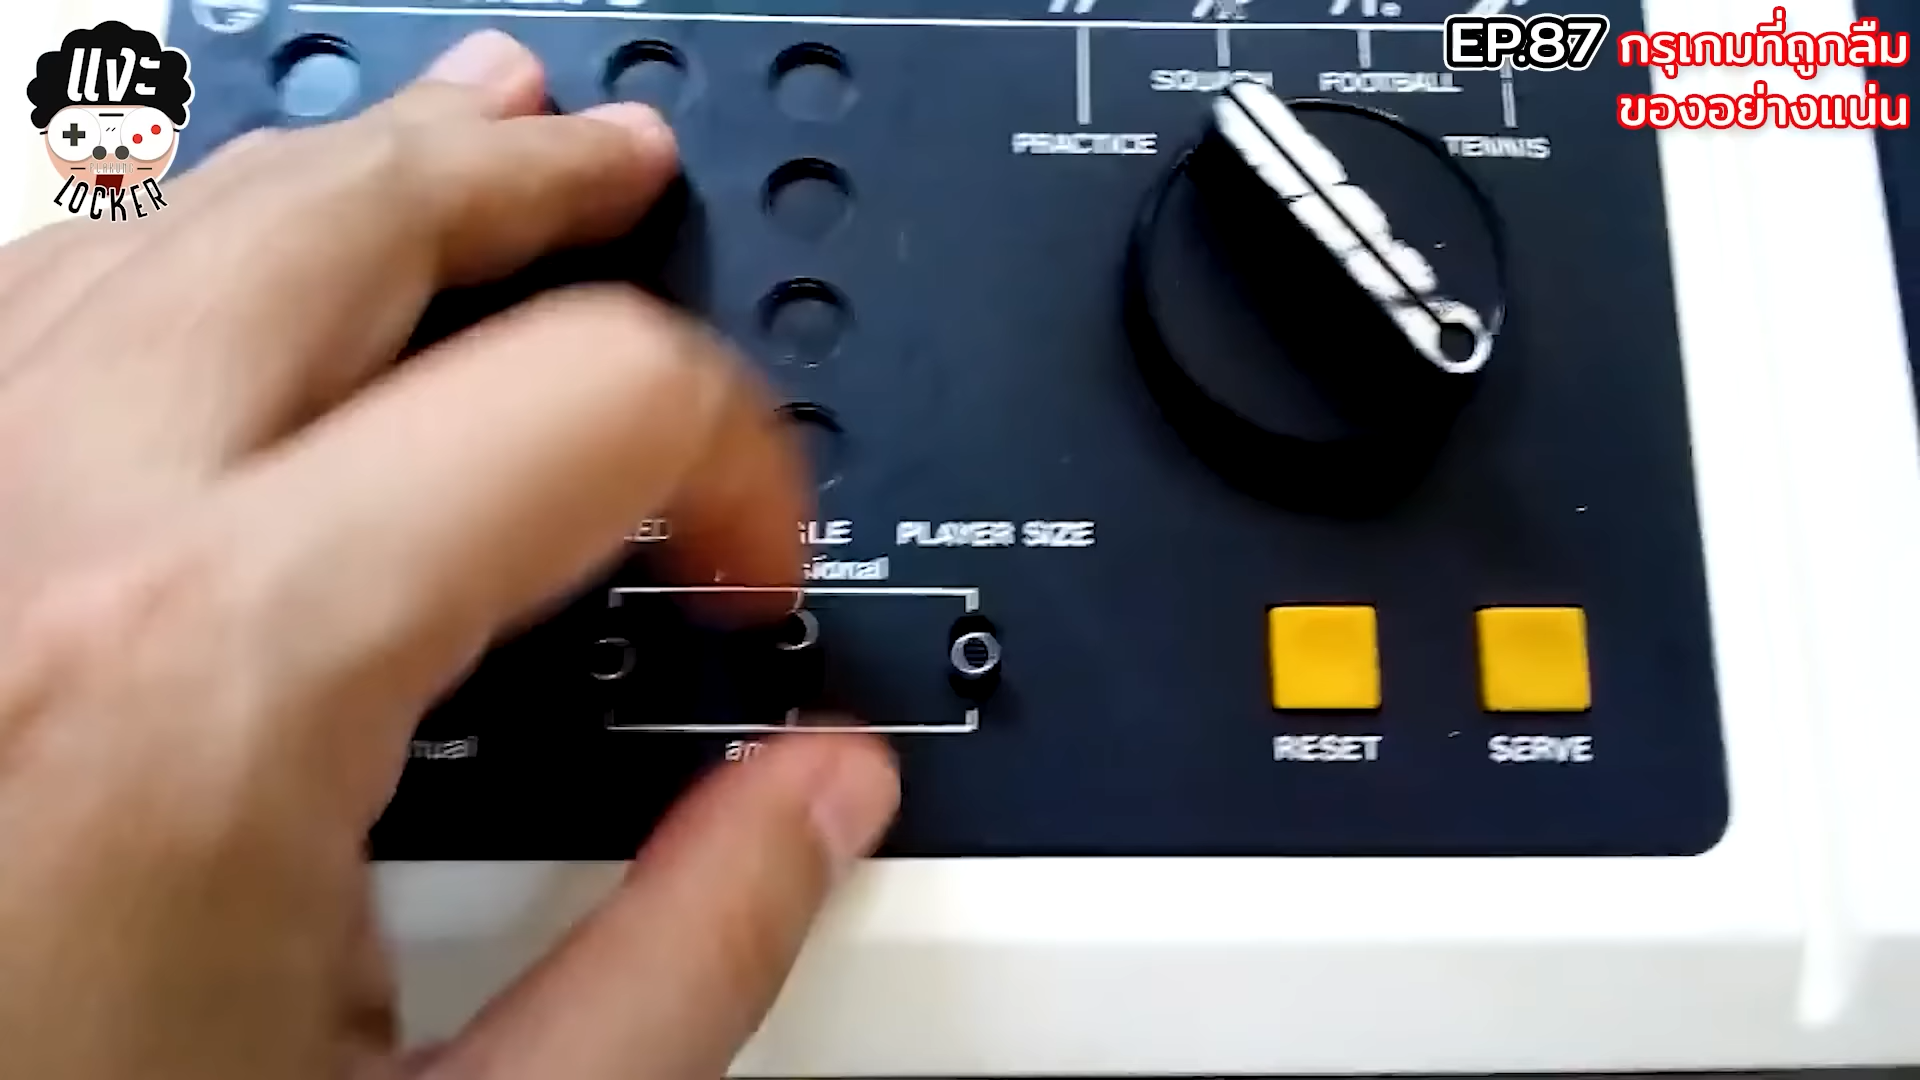 แงะ
LOCKER
EP.87 กรุเกมที่ถูกลืม
ของอย่างแน่น
SQUASH FOOTBALL
PRACTICE TENNIS
PLAYER SIZE
RESET SERVE